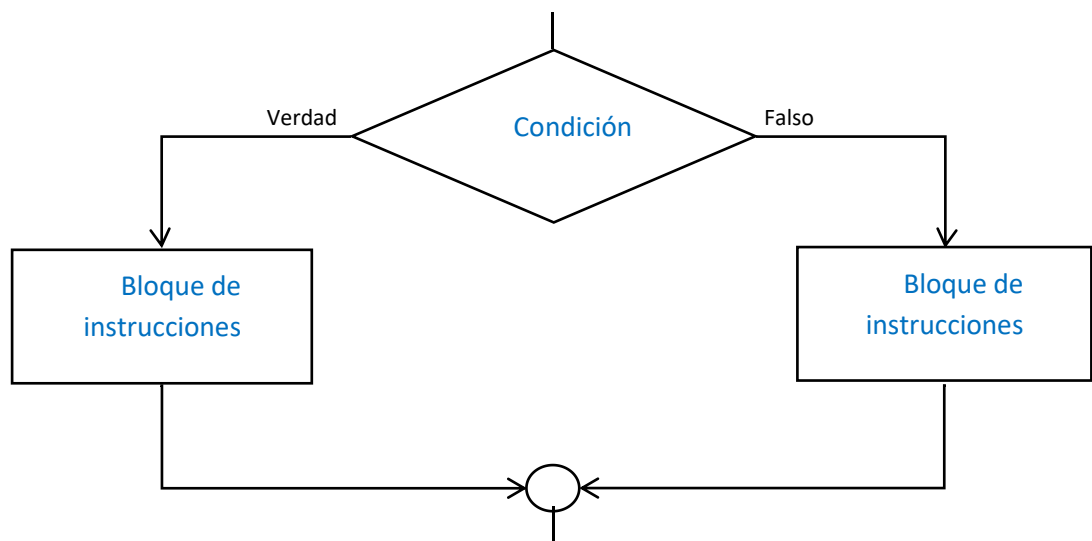 Verdad
Condición
Falso
Bloque de
instrucciones
Bloque de
instrucciones